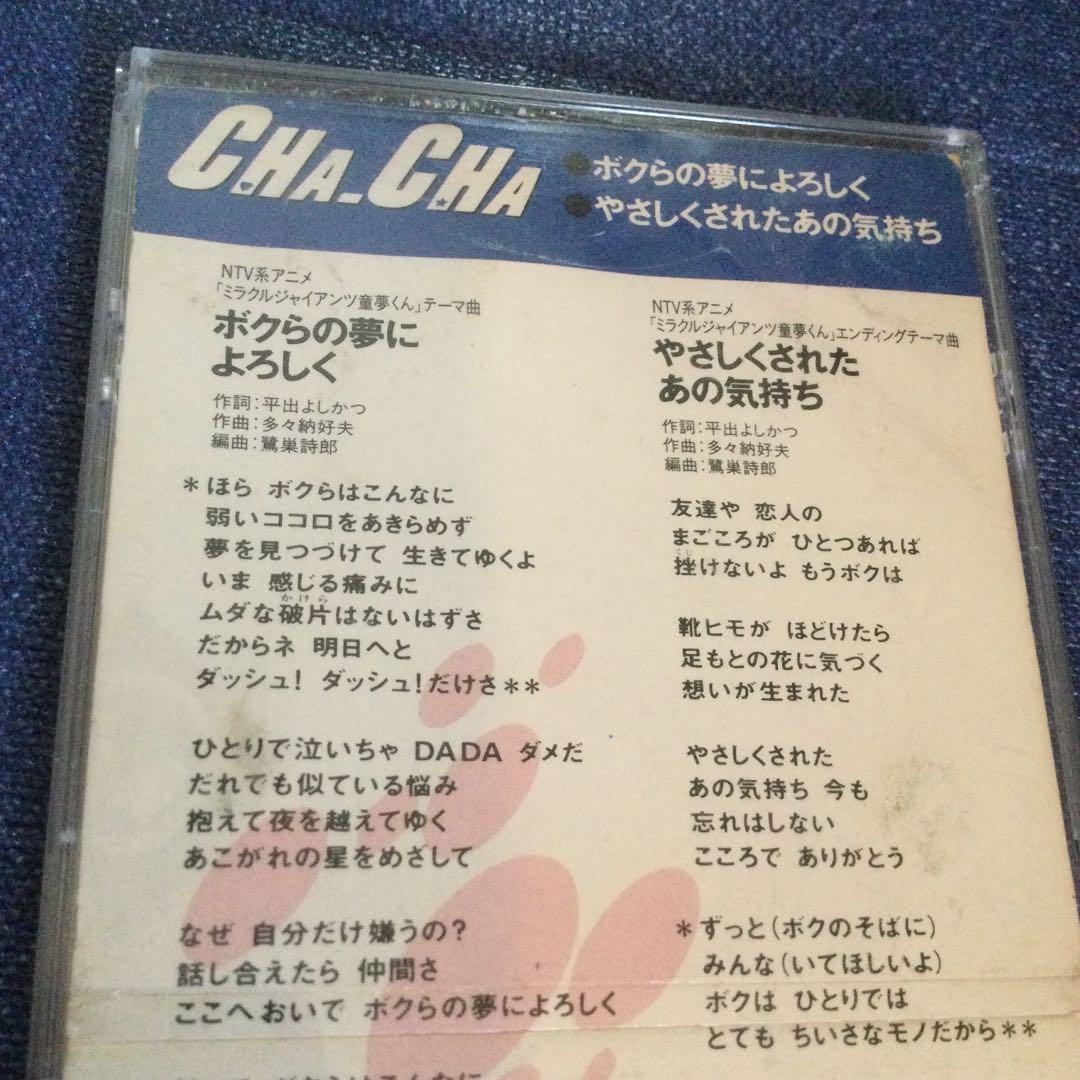 CHA-CHA
●ボクらの夢によろしく
●やさしくされたあの気持ち
NTV系アニメ
「ミラクルジャイアンツ童夢くん」テーマ曲
ボクらの夢に
よろしく
作詞:平出よしかつ
作曲:多々納好夫
編曲:鷺巣詩郎
*ほら ボクらはこんなに
弱いココロをあきらめず
夢を見つづけて 生きてゆくよ
いま 感じる痛みに
かけら
ムダな破片はないはずさ
だからネ 明日へと
ダッシュ! ダッシュ!だけさ**
ひとりで泣いちゃ DADA ダメだ
だれでも似ている悩み
抱えて夜を越えてゆく
あこがれの星をめざして
なぜ 自分だけ嫌うの?
話し合えたら 仲間さ
ここへおいで ボクらの夢によろしく
NTV系アニメ
「ミラクルジャイアンツ童夢くん」エンディングテーマ曲
やさしくされた
あの気持ち
作詞:平出よしかつ
作曲:多々納好夫
編曲:鷺巣詩郎
友達や 恋人の
まごころが ひとつあれば
くじ
挫けないよ もうボクは
靴ヒモが ほどけたら
足もとの花に気づく
想いが生まれた
やさしくされた
あの気持ち 今も
忘れはしない
こころで ありがとう
*ずっと(ボクのそばに)
みんな(いてほしいよ)
ボクは ひとりでは
とても ちいさなモノだから**